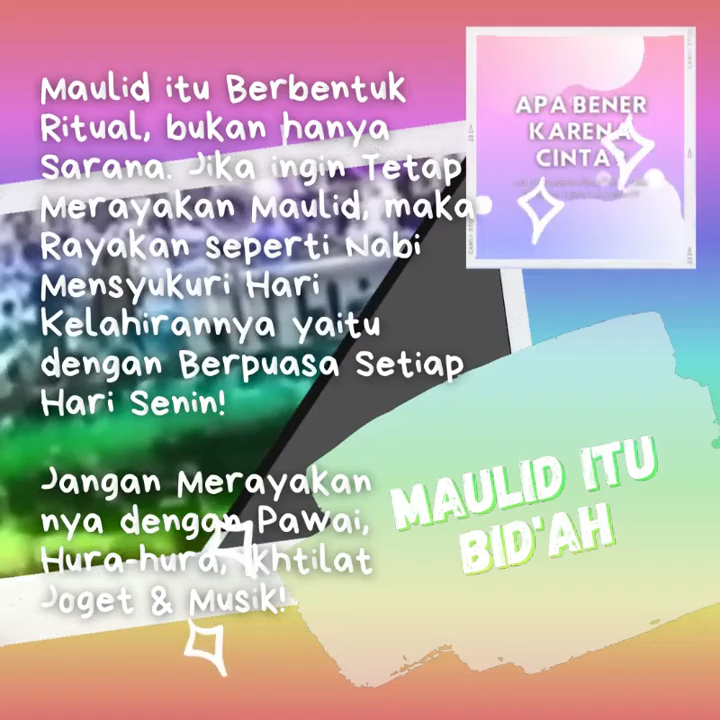 Maulid itu Berbentuk
Ritual, bukan hanya
Sarana. Jika ingin Tetap
Merayakan Maulid, maka
Rayakan seperti Nabi
Mensyukuri Hari
Kelahirannya yaitu
dengan Berpuasa Setiap
Hari Senin!
Jangan Merayakan
nya dengan Pawai,
Hura-hura, Ikhtilat
Joget & Musik!
APA BENER
KARENA
CINTA?
MAULID ITU
BID'AH